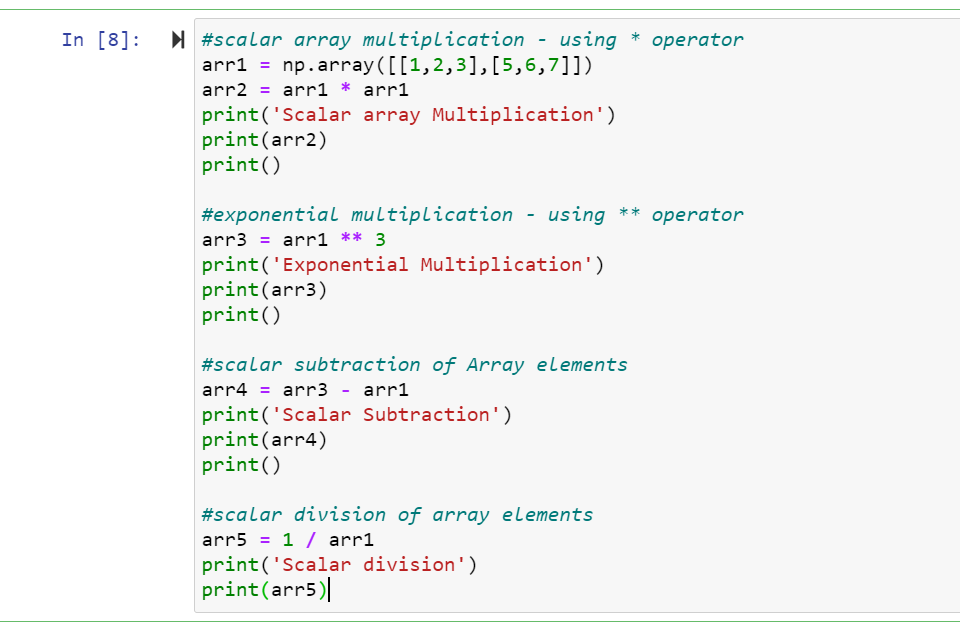 In [8]:
#scalar array multiplication - using * operator
arr1 = np.array([[1,2,3],[5,6,7]])
arr2 = arr1 * arr1
print('Scalar array Multiplication')
print(arr2)
print()
#exponential multiplication - using ** operator
arr3 = arr1 ** 3
print('Exponential Multiplication')
print(arr3)
print()
#scalar subtraction of Array elements
arr4 = arr3 - arr1
print('Scalar Subtraction')
print(arr4)
print()
#scalar division of array elements
arr5 = 1 / arr1
print('Scalar division')
print(arr5)